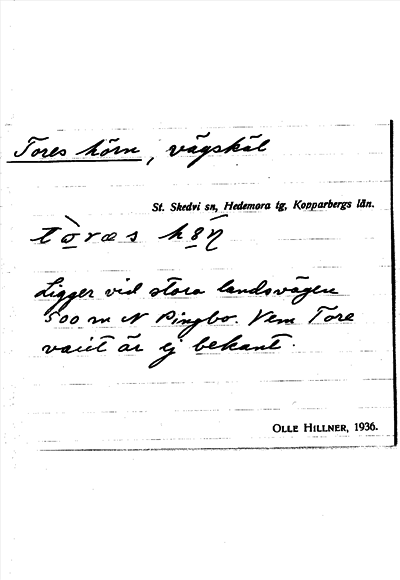 Tores hörn, vägskäl
St. Skedvi sn, Hedemora tg, Kopparbergs län.
Ligger vid stora landsvägen
500 m N Pingbo. Vem Tore
varit är ej bekant.
OLLE HILLNER, 1936.